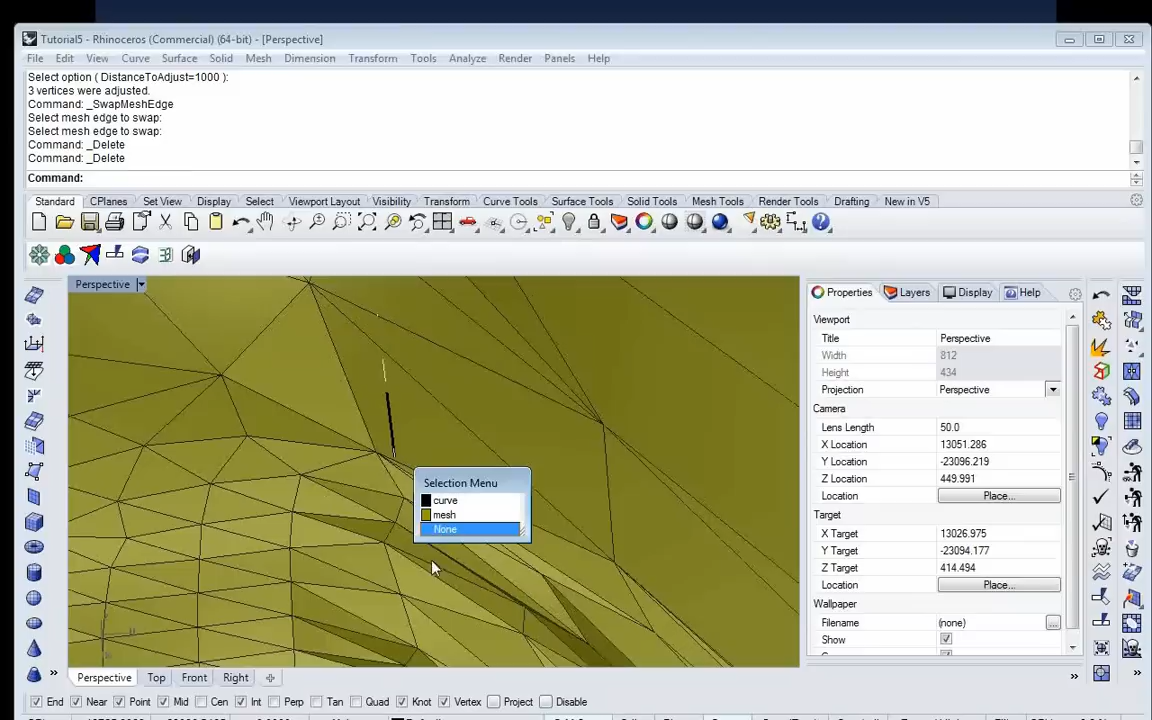 Tutorial5 - Rhinoceros (Commercial) (64-bit) - [Perspective]
File Edit View Curve Surface Solid Mesh Dimension Transform Tools Analyze Render Panels Help
Select option ( DistanceToAdjust=1000 ):
3 vertices were adjusted.
Command: _SwapMeshEdge
Select mesh edge to swap:
Select mesh edge to swap:
Command: _Delete
Command: _Delete
Command:
Standard CPlanes Set View Display Select Viewport Layout Visibility Transform Curve Tools Surface Tools Solid Tools Mesh Tools Render Tools Drafting New in V5
Perspective
Properties Layers Display Help
Viewport
Title Perspective
Width 812
Height 434
Projection Perspective
Camera
Lens Length 50.0
X Location 13051.286
Y Location -23096.219
Z Location 449.991
Location Place...
Target
X Target 13026.975
Y Target -23094.177
Z Target 414.494
Location Place...
Wallpaper
Filename (none) ...
Show
Selection Menu
curve
mesh
None
Perspective Top Front Right
End Near Point Mid Cen Int Perp Tan Quad Knot Vertex Project Disable